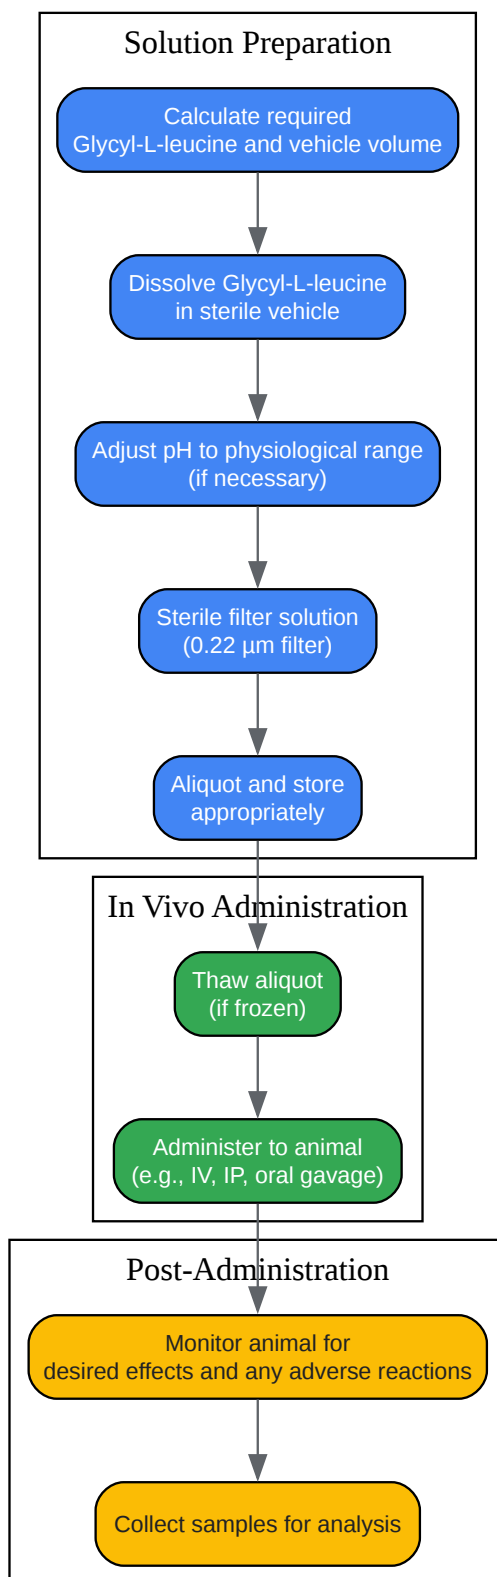 Solution Preparation
Calculate required
Glycyl-L-leucine and vehicle volume
Dissolve Glycyl-L-leucine
in sterile vehicle
Adjust pH to physiological range
(if necessary)
Sterile filter solution
(0.22 µm filter)
Aliquot and store
appropriately
In Vivo Administration
Thaw aliquot
(if frozen)
Administer to animal
(e.g., IV, IP, oral gavage)
Post-Administration
Monitor animal for
desired effects and any adverse reactions
Collect samples for analysis